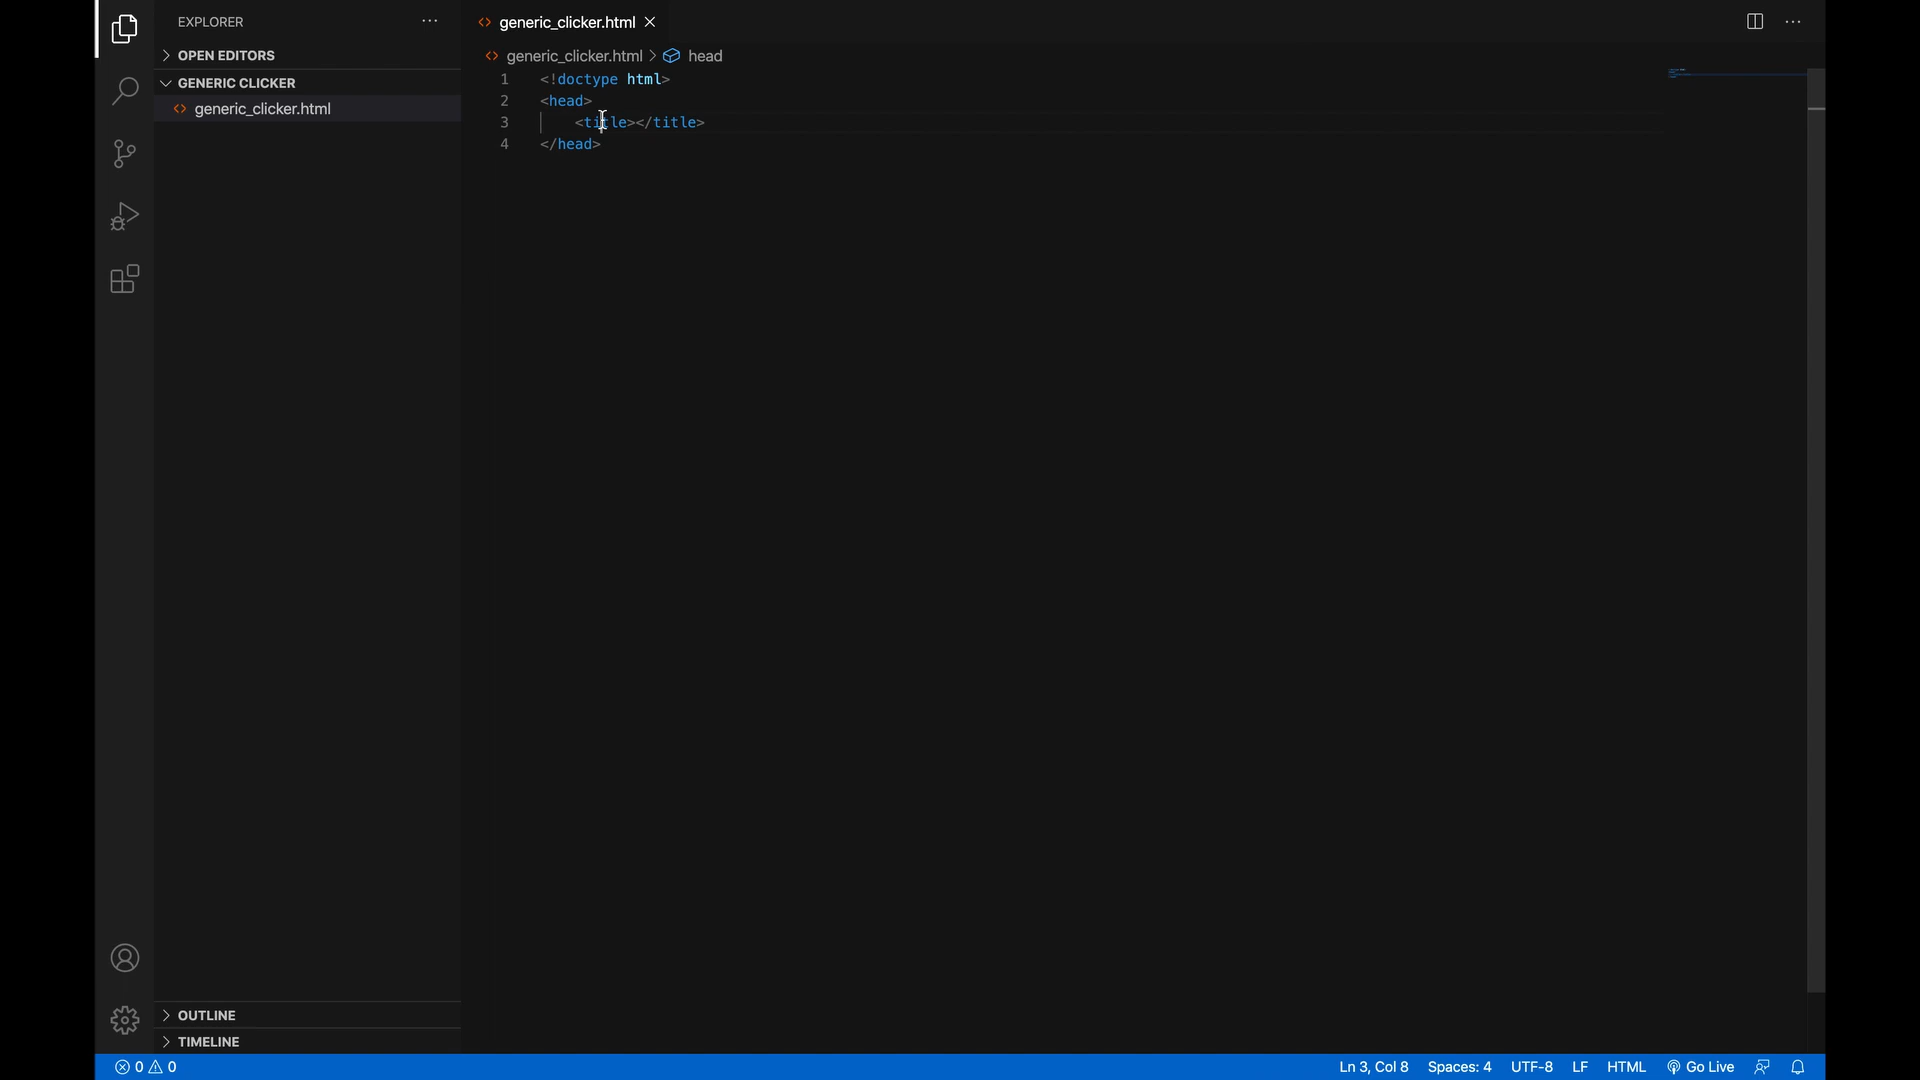 EXPLORER
generic_clicker.html
OPEN EDITORS
generic_clicker.html > head
GENERIC CLICKER
generic_clicker.html
1 <!doctype html>
2 <head>
3 <title></title>
4 </head>
OUTLINE
TIMELINE
0 0 Ln 3, Col 8 Spaces: 4 UTF-8 LF HTML Go Live